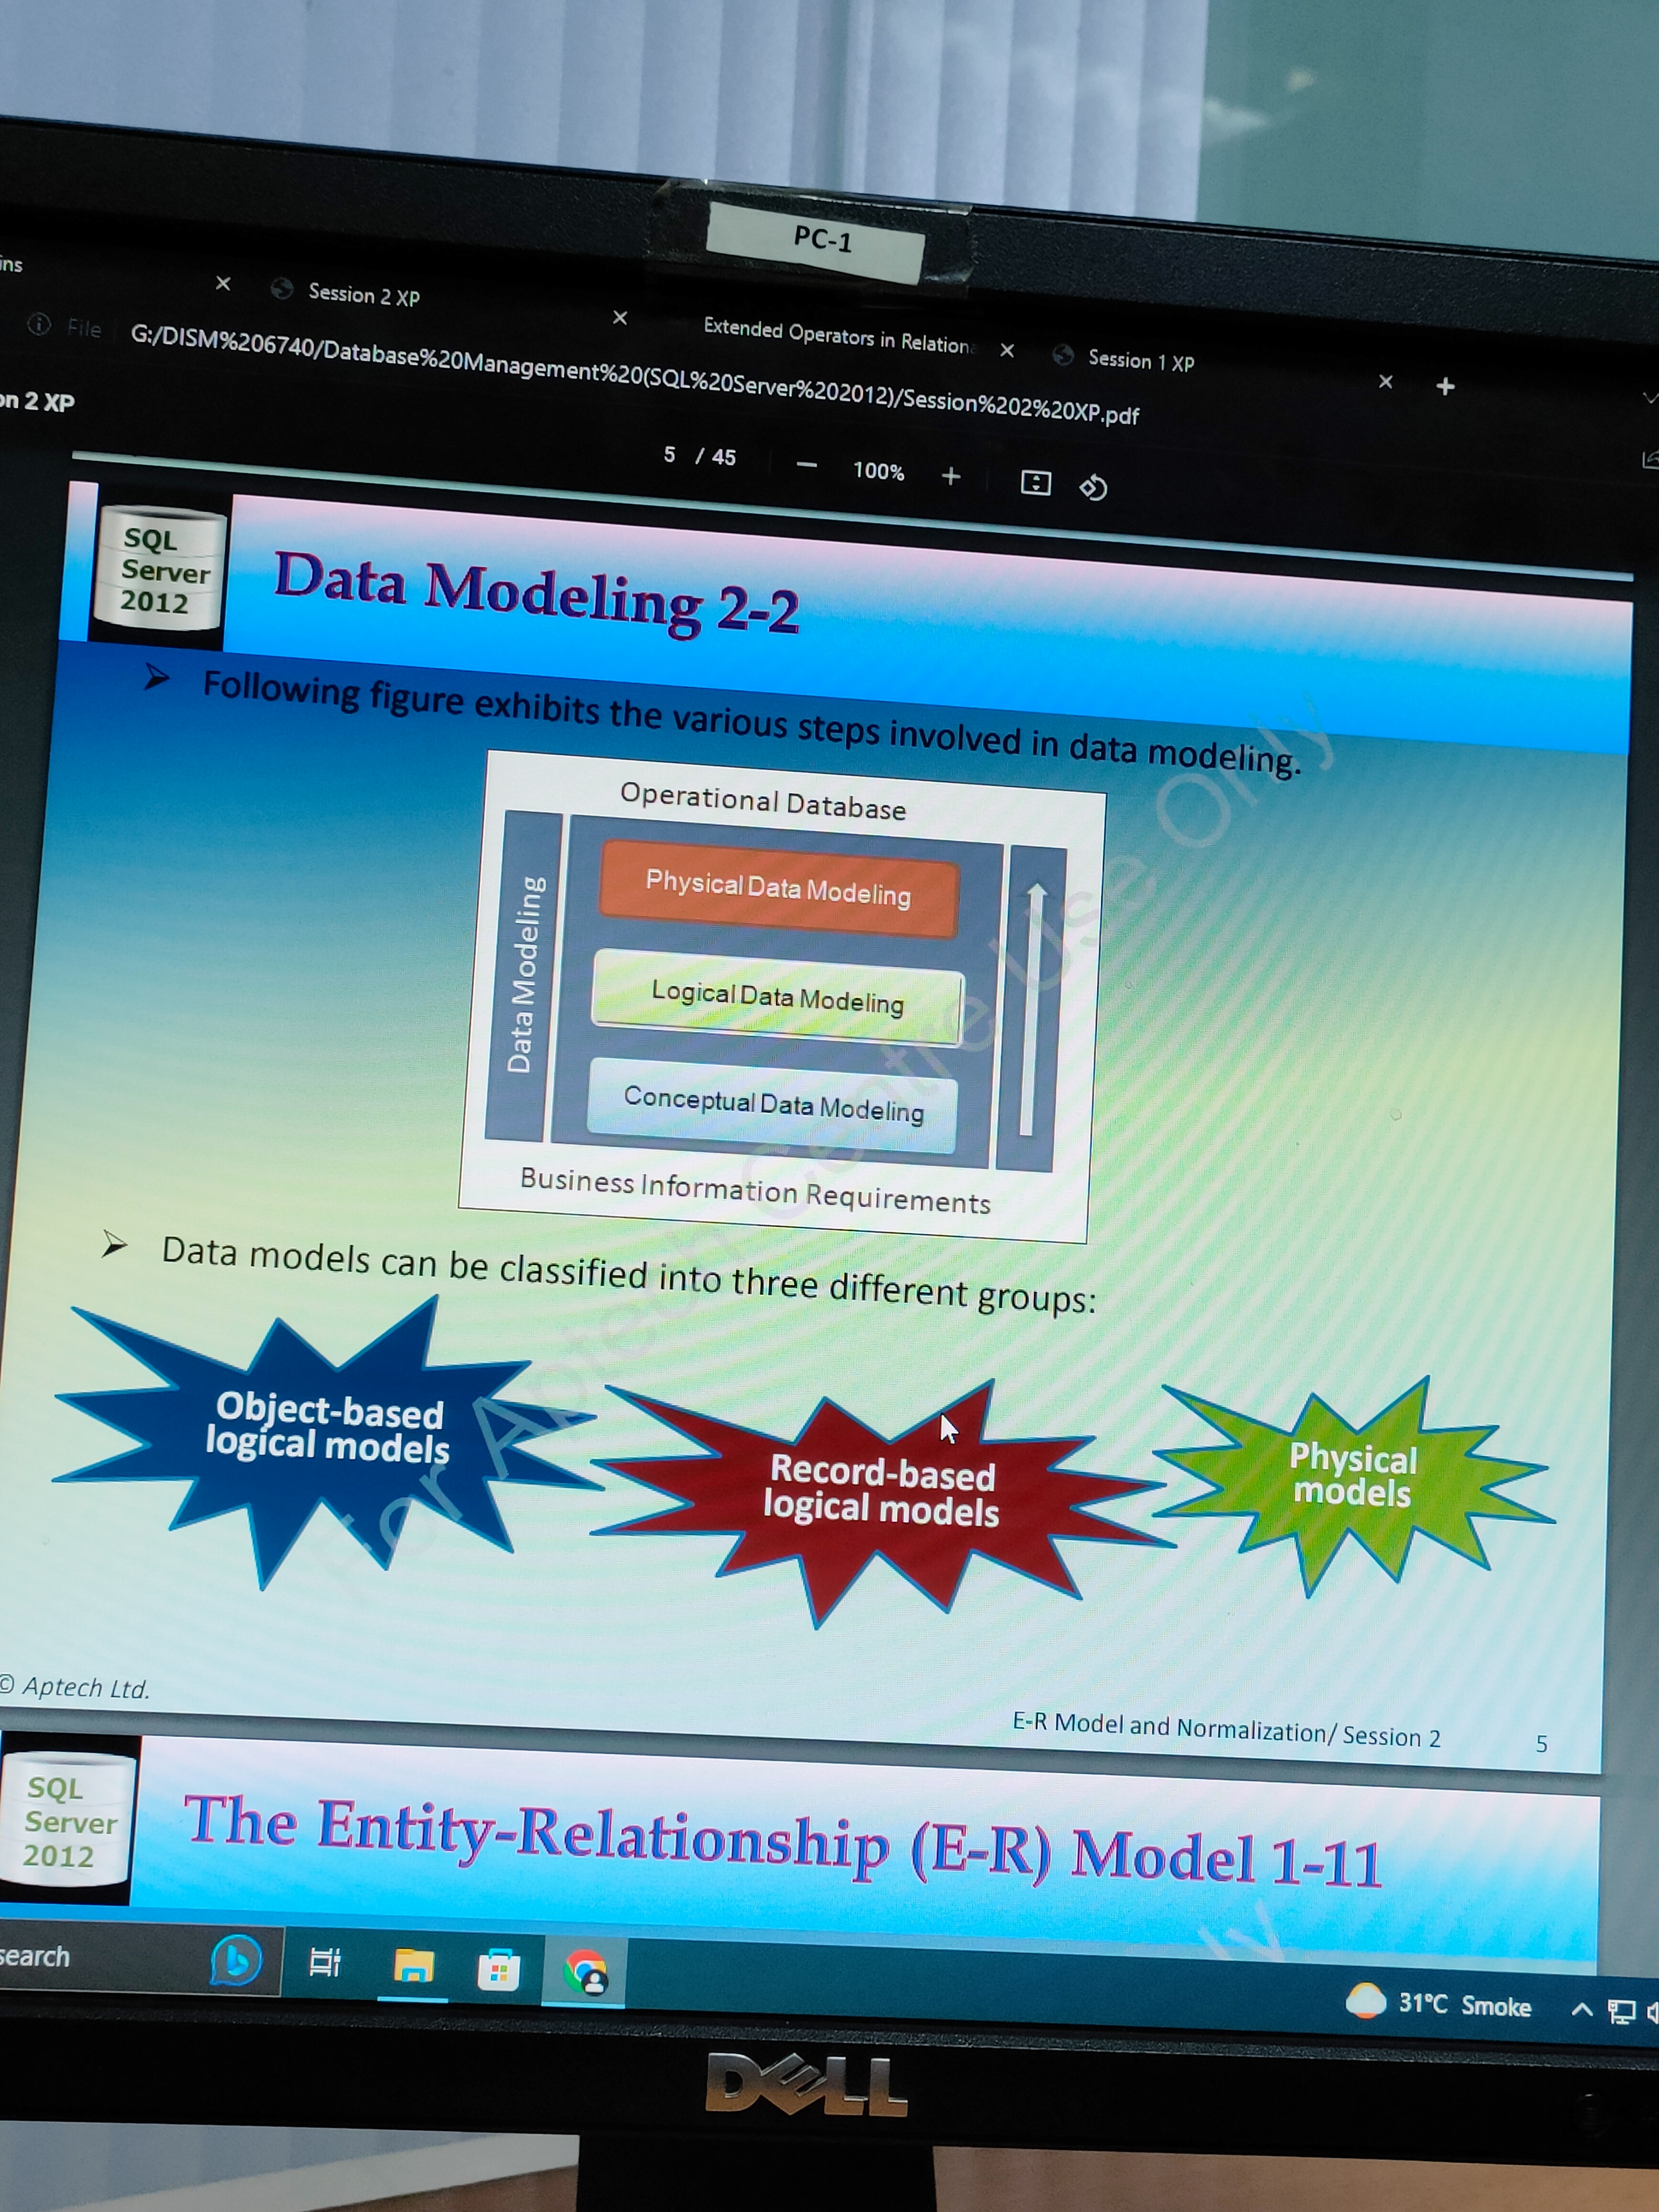 PC-1
ins
Session 2 XP
Extended Operators in Relation
Session 1 XP
File G:/DISM%206740/Database%20Management%20(SQL%20Server%202012)/Session%202%20XP.pdf
on 2 XP
5 / 45
100%
SQL
Server
2012
Data Modeling 2-2
Following figure exhibits the various steps involved in data modeling.
Operational Database
Data Modeling
Physical Data Modeling
Logical Data Modeling
Conceptual Data Modeling
Business Information Requirements
Data models can be classified into three different groups:
Object-based
logical models
Record-based
logical models
Physical
models
For Aptech Centre Use Only
© Aptech Ltd.
E-R Model and Normalization/ Session 2
5
SQL
Server
2012
The Entity-Relationship (E-R) Model 1-11
ly
search
31°C Smoke
DELL